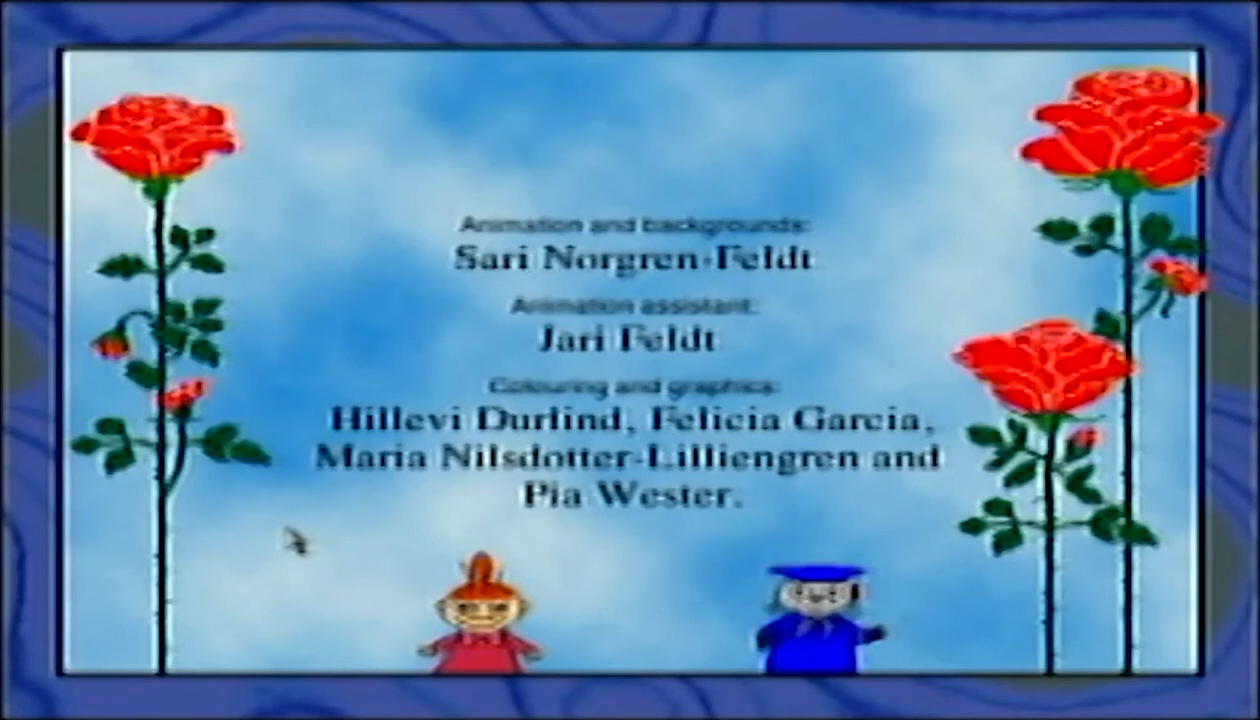 Animation and backgrounds:
Sari Norgren-Feldt
Animation assistant:
Jari Feldt
Colouring and graphics:
Hillevi Durlind, Felicia Garcia,
Maria Nilsdotter-Lilliengren and
Pia Wester.